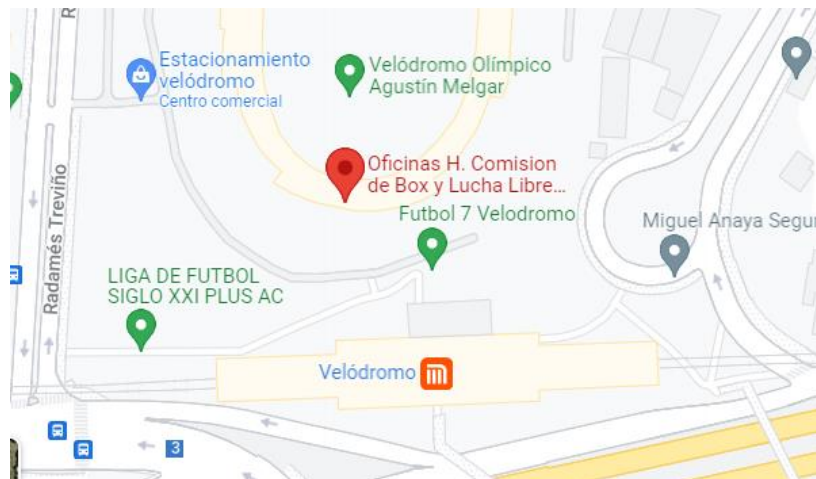 Ra
Estacionamiento
velódromo
Centro comercial
Velódromo Olímpico
Agustín Melgar
Oficinas H. Comision
de Box y Lucha Libre...
Futbol 7 Velodromo
Miguel Anaya Segur
Radamés Treviño
LIGA DE FUTBOL
SIGLO XXI PLUS AC
Velódromo
3